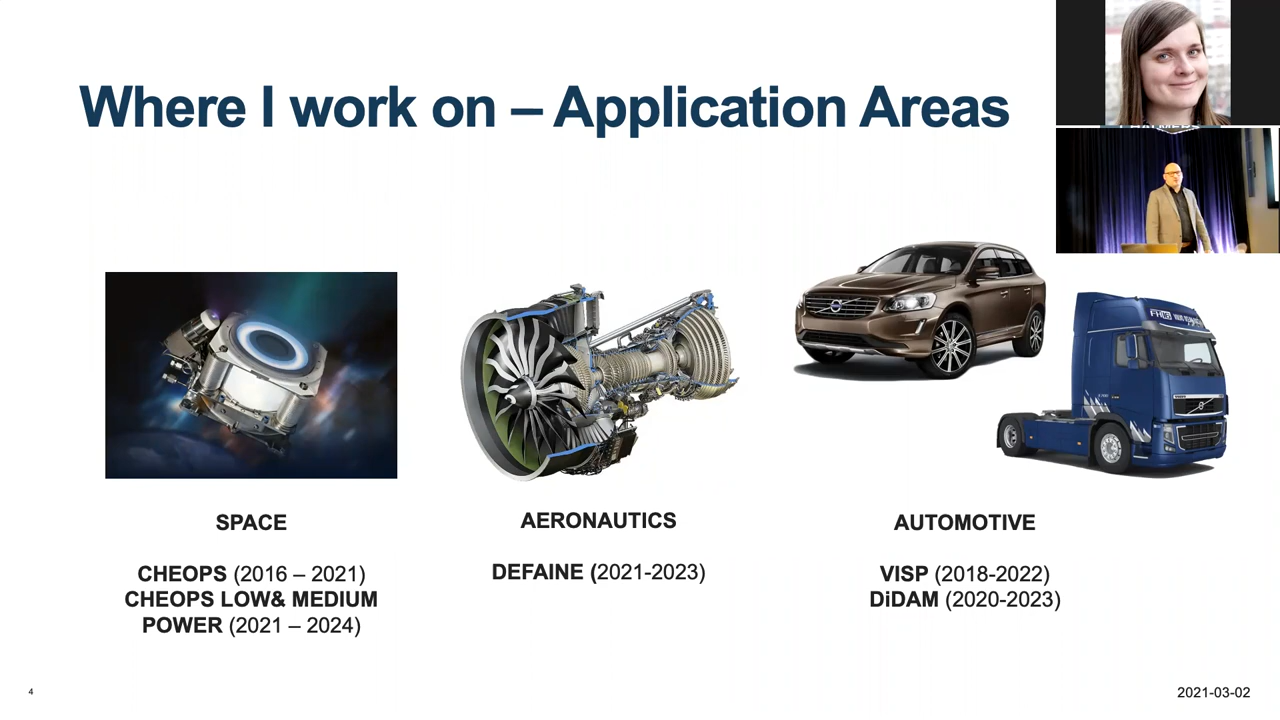 Where I work on – Application Areas
SPACE
CHEOPS (2016 – 2021)
CHEOPS LOW& MEDIUM
POWER (2021 – 2024)
AERONAUTICS
DEFAINE (2021-2023)
AUTOMOTIVE
VISP (2018-2022)
DiDAM (2020-2023)
4
2021-03-02